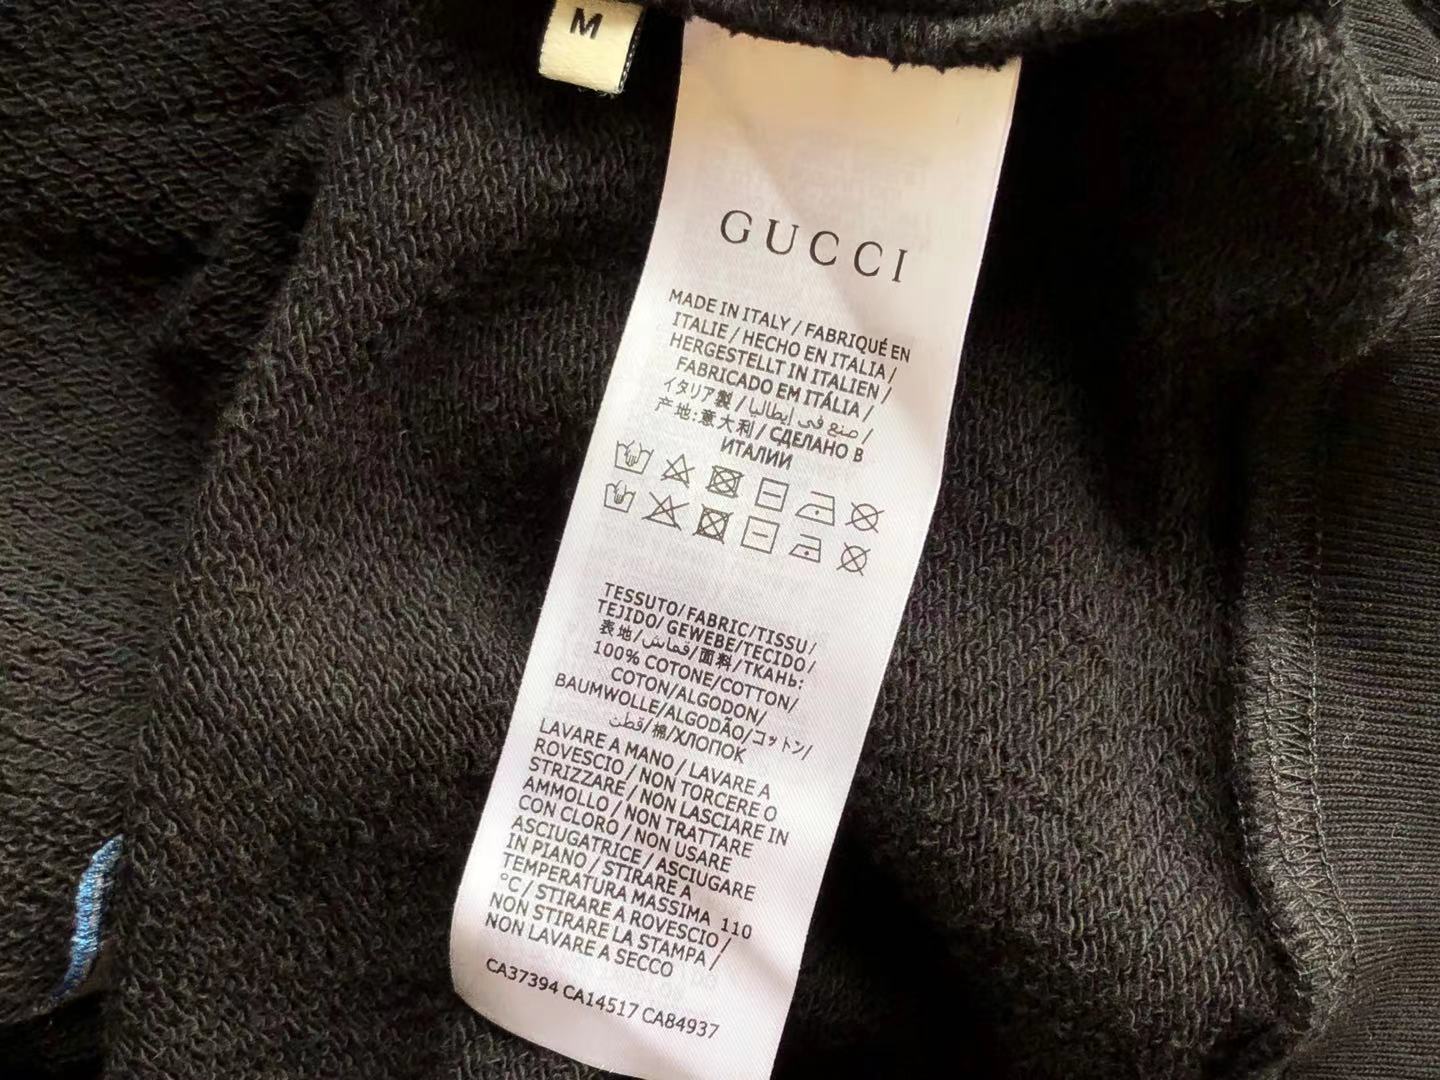 M
GUCCI
MADE IN ITALY / FABRIQUÉ EN
ITALIE / HECHO EN ITALIA /
HERGESTELLT IN ITALIEN /
FABRICADO EM ITÁLIA /
イタリア製 / صنع في إيطاليا /
产地:意大利 / СДЕЛАНО В
ИТАЛИИ
TESSUTO/FABRIC/TISSU/
TEJIDO/ GEWEBE/TECIDO/
表地/قماش/面料/ТКАНЬ:
100% COTONE/COTTON/
COTON/ALGODON/
BAUMWOLLE/ALGODÃO/コットン/
قطن/棉/ХЛОПОК
LAVARE A MANO / LAVARE A
ROVESCIO / NON TORCERE O
STRIZZARE / NON LASCIARE IN
AMMOLLO / NON TRATTARE
CON CLORO / NON USARE
ASCIUGATRICE / ASCIUGARE
IN PIANO / STIRARE A
TEMPERATURA MASSIMA 110
°C / STIRARE A ROVESCIO /
NON STIRARE LA STAMPA /
NON LAVARE A SECCO
CA37394 CA14517 CA84937